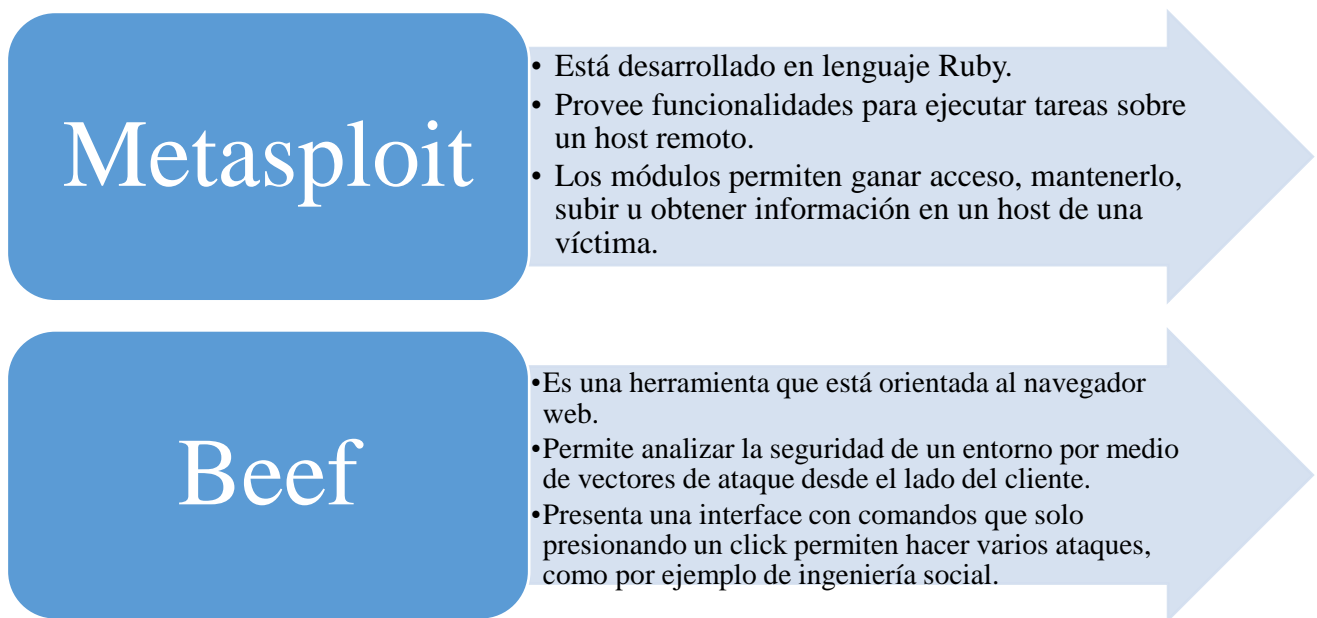 Metasploit
• Está desarrollado en lenguaje Ruby.
• Provee funcionalidades para ejecutar tareas sobre
un host remoto.
• Los módulos permiten ganar acceso, mantenerlo,
subir u obtener información en un host de una
víctima.
Beef
•Es una herramienta que está orientada al navegador
web.
•Permite analizar la seguridad de un entorno por medio
de vectores de ataque desde el lado del cliente.
•Presenta una interface con comandos que solo
presionando un click permiten hacer varios ataques,
como por ejemplo de ingeniería social.